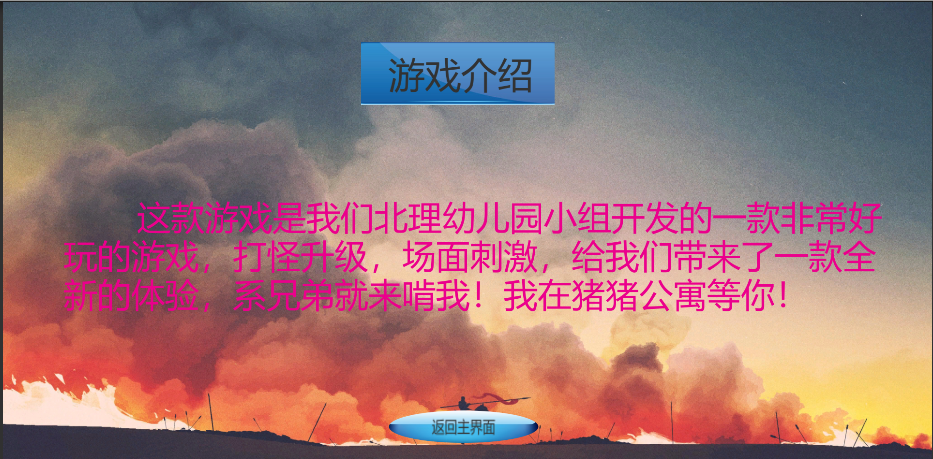 游戏介绍
这款游戏是我们北理幼儿园小组开发的一款非常好
玩的游戏，打怪升级，场面刺激，给我们带来了一款全
新的体验，系兄弟就来啃我！我在猪猪公寓等你！
返回主界面